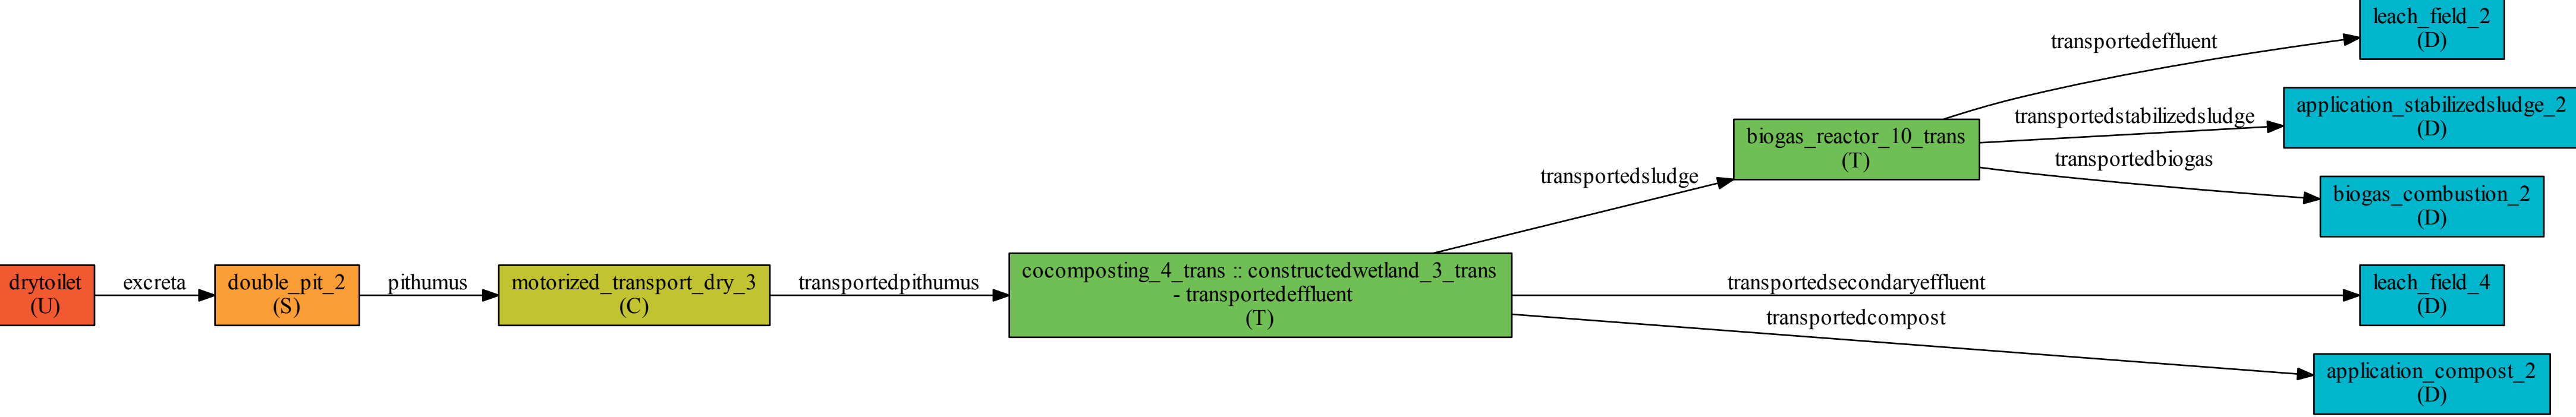 drytoilet
(U)
excreta
double_pit_2
(S)
pithumus
motorized_transport_dry_3
(C)
transportedpithumus
cocomposting_4_trans :: constructedwetland_3_trans
- transportedeffluent
(T)
transportedsludge
biogas_reactor_10_trans
(T)
transportedeffluent
leach_field_2
(D)
transportedstabilizedsludge
application_stabilizedsludge_2
(D)
transportedbiogas
biogas_combustion_2
(D)
transportedsecondaryeffluent
leach_field_4
(D)
transportedcompost
application_compost_2
(D)